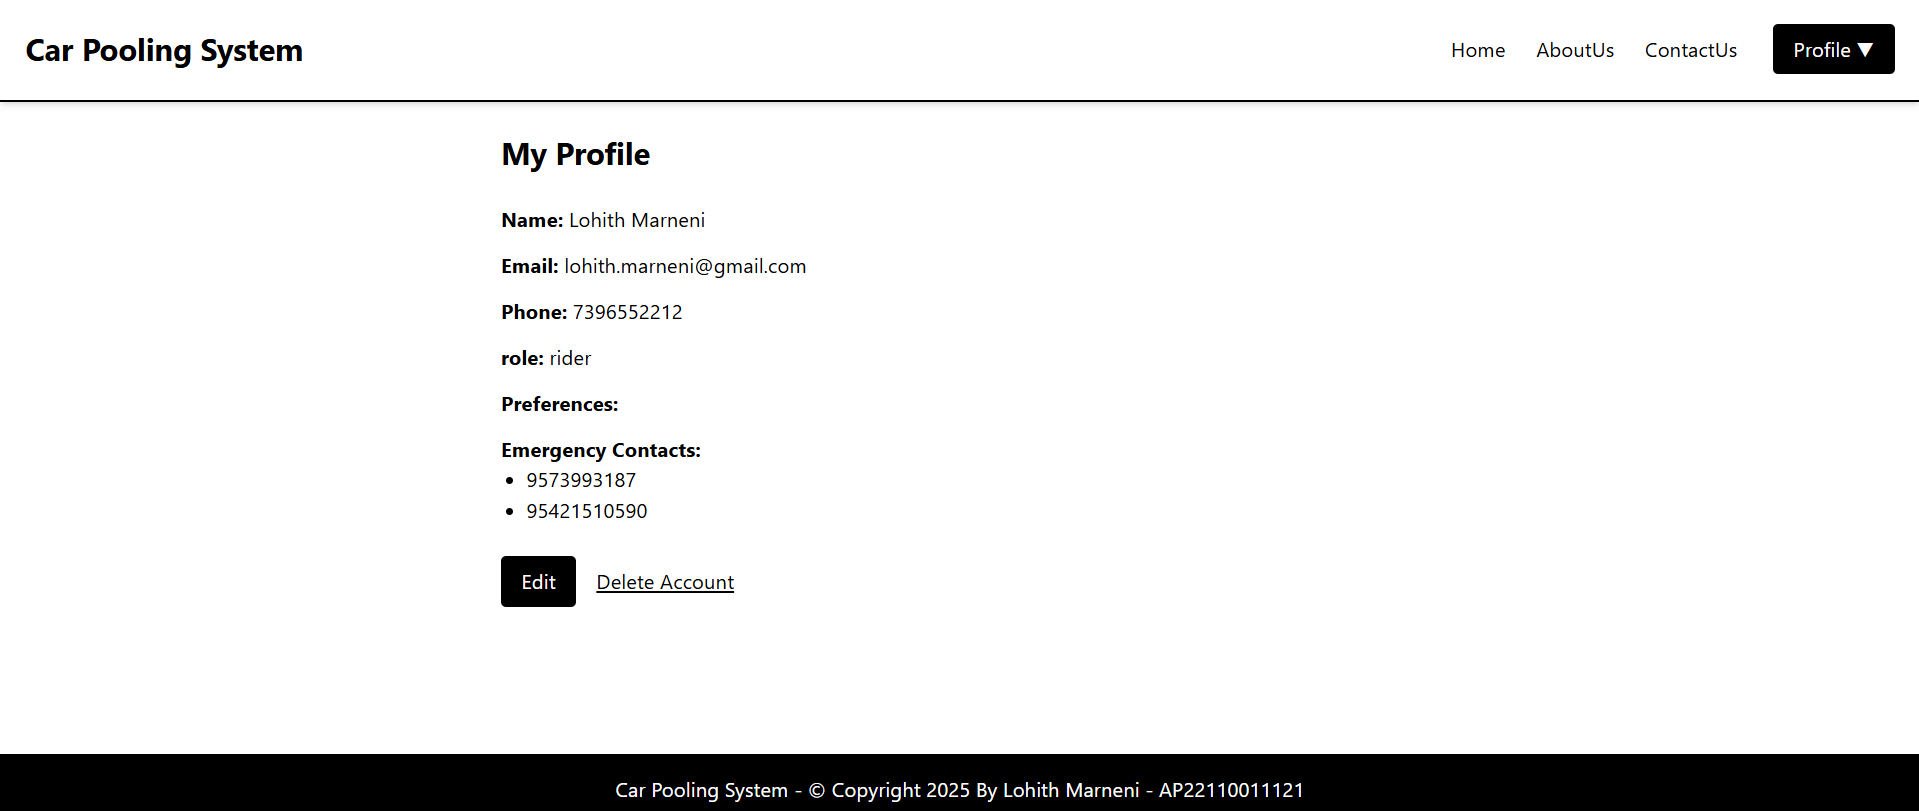 Car Pooling System
Home AboutUs ContactUs Profile ▼
My Profile
Name: Lohith Marneni
Email: lohith.marneni@gmail.com
Phone: 7396552212
role: rider
Preferences:
Emergency Contacts:
• 9573993187
• 95421510590
Edit Delete Account
Car Pooling System - © Copyright 2025 By Lohith Marneni - AP22110011121